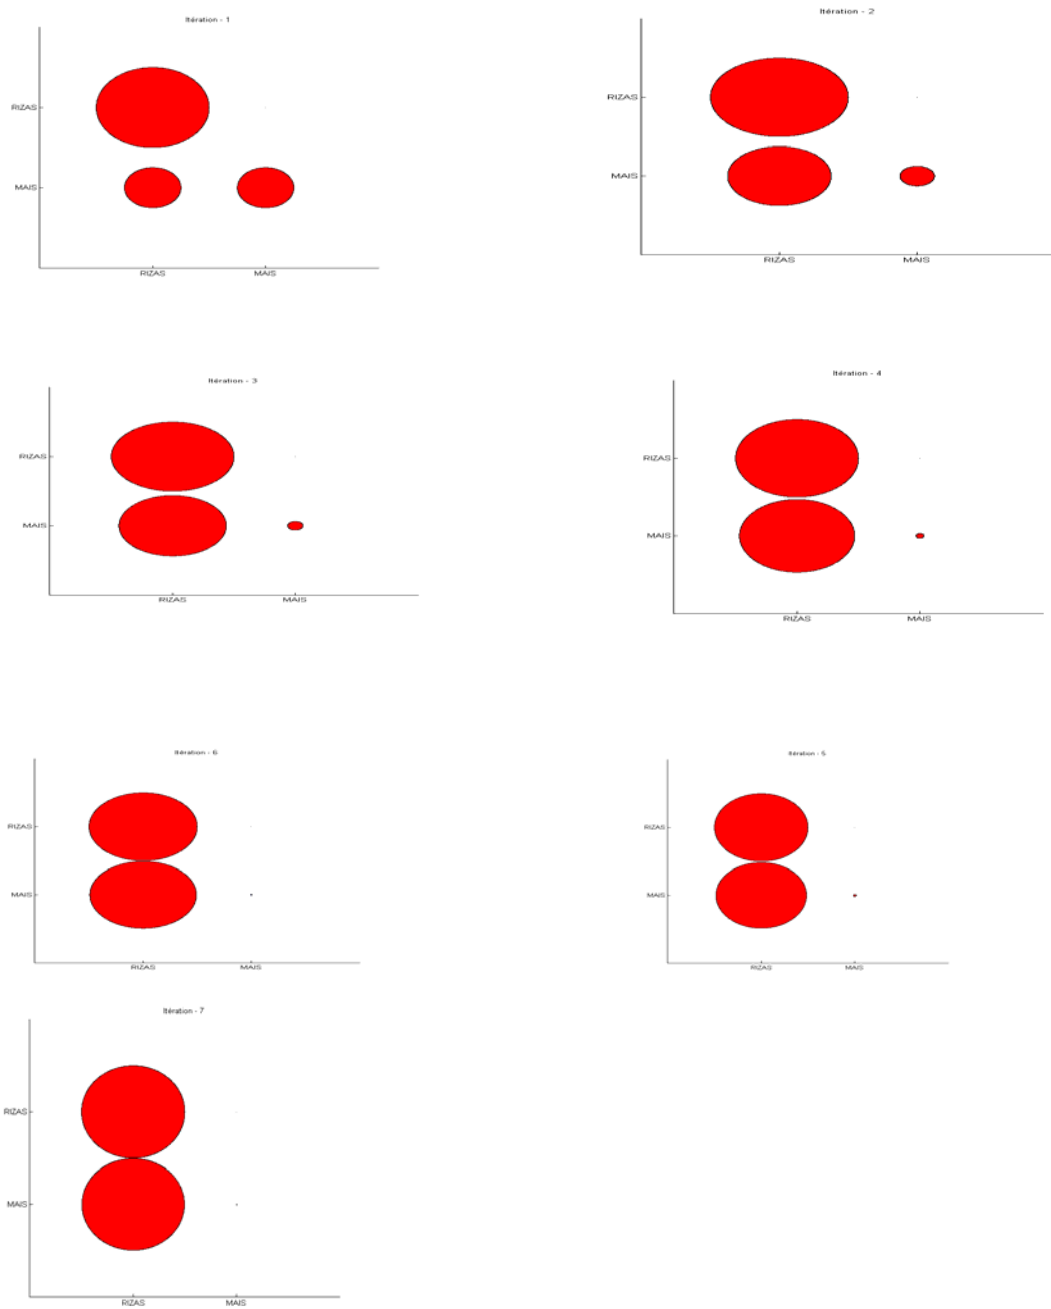 Itération - 1
RIZAS
MAIS
RIZAS MAIS
Itération - 2
RIZAS
MAIS
RIZAS MAIS
Itération - 3
RIZAS
MAIS
RIZAS MAIS
Itération - 4
RIZAS
MAIS
RIZAS MAIS
Itération - 6
RIZAS
MAIS
RIZAS MAIS
Itération - 5
RIZAS
MAIS
RIZAS MAIS
Itération - 7
RIZAS
MAIS
RIZAS MAIS